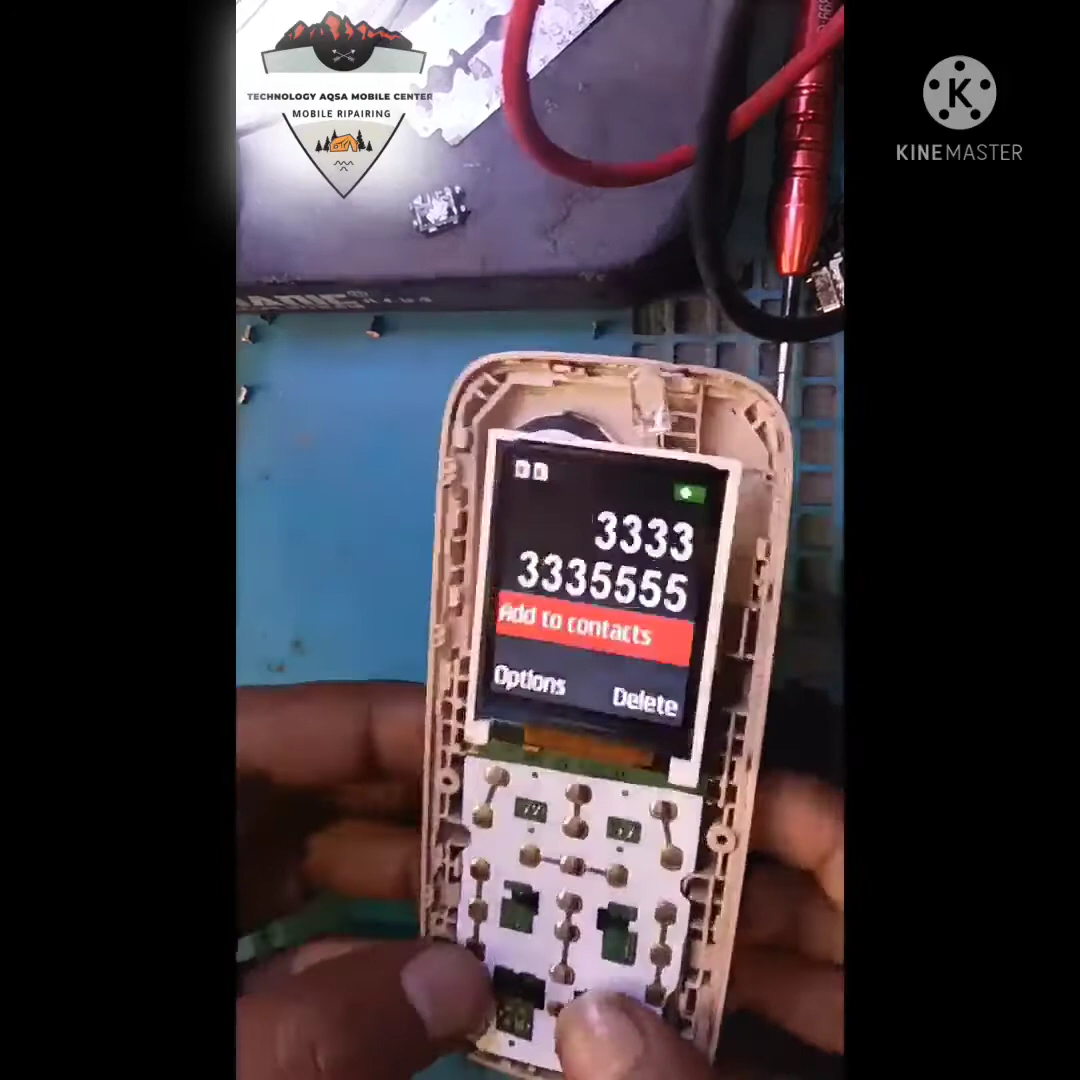 TECHNOLOGY AQSA MOBILE CENTER
MOBILE RIPAIRING
K
KINEMASTER
3333
3335555
Add to contacts
Options
Delete